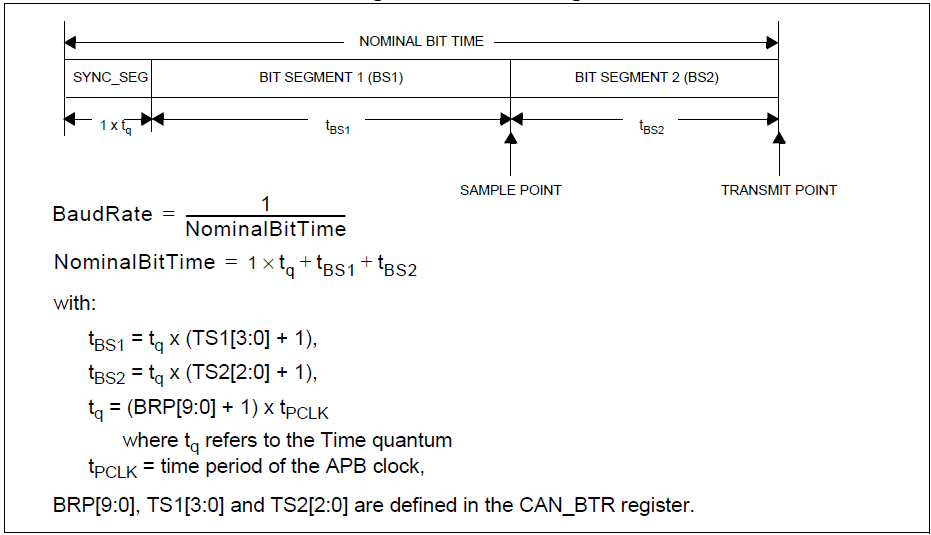 NOMINAL BIT TIME
SYNC_SEG BIT SEGMENT 1 (BS1) BIT SEGMENT 2 (BS2)
1 x tq tBS1 tBS2
SAMPLE POINT TRANSMIT POINT
BaudRate = 1 / NominalBitTime
NominalBitTime = 1 × tq + tBS1 + tBS2
with:
tBS1 = tq x (TS1[3:0] + 1),
tBS2 = tq x (TS2[2:0] + 1),
tq = (BRP[9:0] + 1) x tPCLK
where tq refers to the Time quantum
tPCLK = time period of the APB clock,
BRP[9:0], TS1[3:0] and TS2[2:0] are defined in the CAN_BTR register.